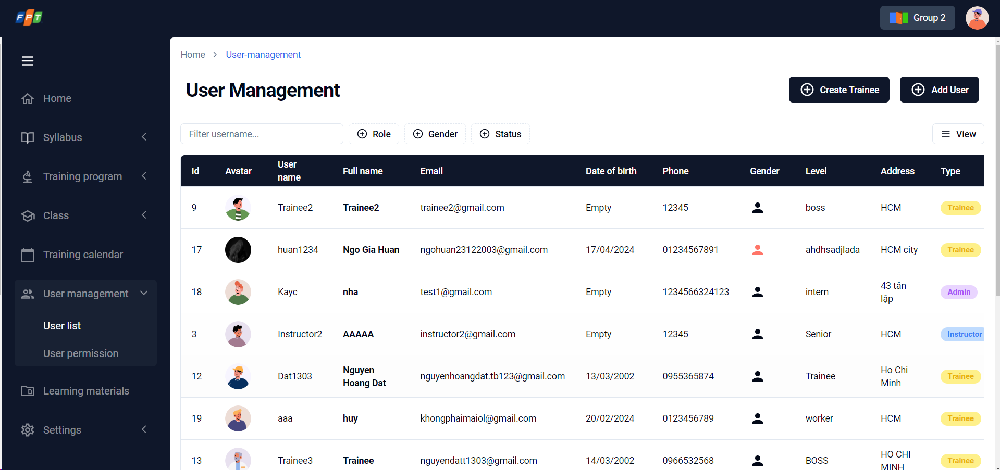 FPT
Group 2
Home
Syllabus
Training program
Class
Training calendar
User management
User list
User permission
Learning materials
Settings
Home > User-management
User Management
Create Trainee
Add User
Filter username...
Role
Gender
Status
View
Id Avatar User name Full name Email Date of birth Phone Gender Level Address Type
9 Trainee2 Trainee2 trainee2@gmail.com Empty 12345 boss HCM Trainee
17 huan1234 Ngo Gia Huan ngohuan23122003@gmail.com 17/04/2024 01234567891 ahdhsadjlada HCM city Trainee
18 Kayc nha test1@gmail.com Empty 1234566324123 intern 43 tân lập Admin
3 Instructor2 AAAAA instructor2@gmail.com Empty 12345 Senior HCM Instructor
12 Dat1303 Nguyen Hoang Dat nguyenhoangdat.tb123@gmail.com 13/03/2002 0955365874 Trainee Ho Chi Minh Trainee
19 aaa huy khongphaimaiol@gmail.com 20/02/2024 0123456789 worker HCM Trainee
13 Trainee3 Trainee nguyendatt1303@gmail.com 14/03/2002 0966532568 BOSS HO CHI MINH Trainee